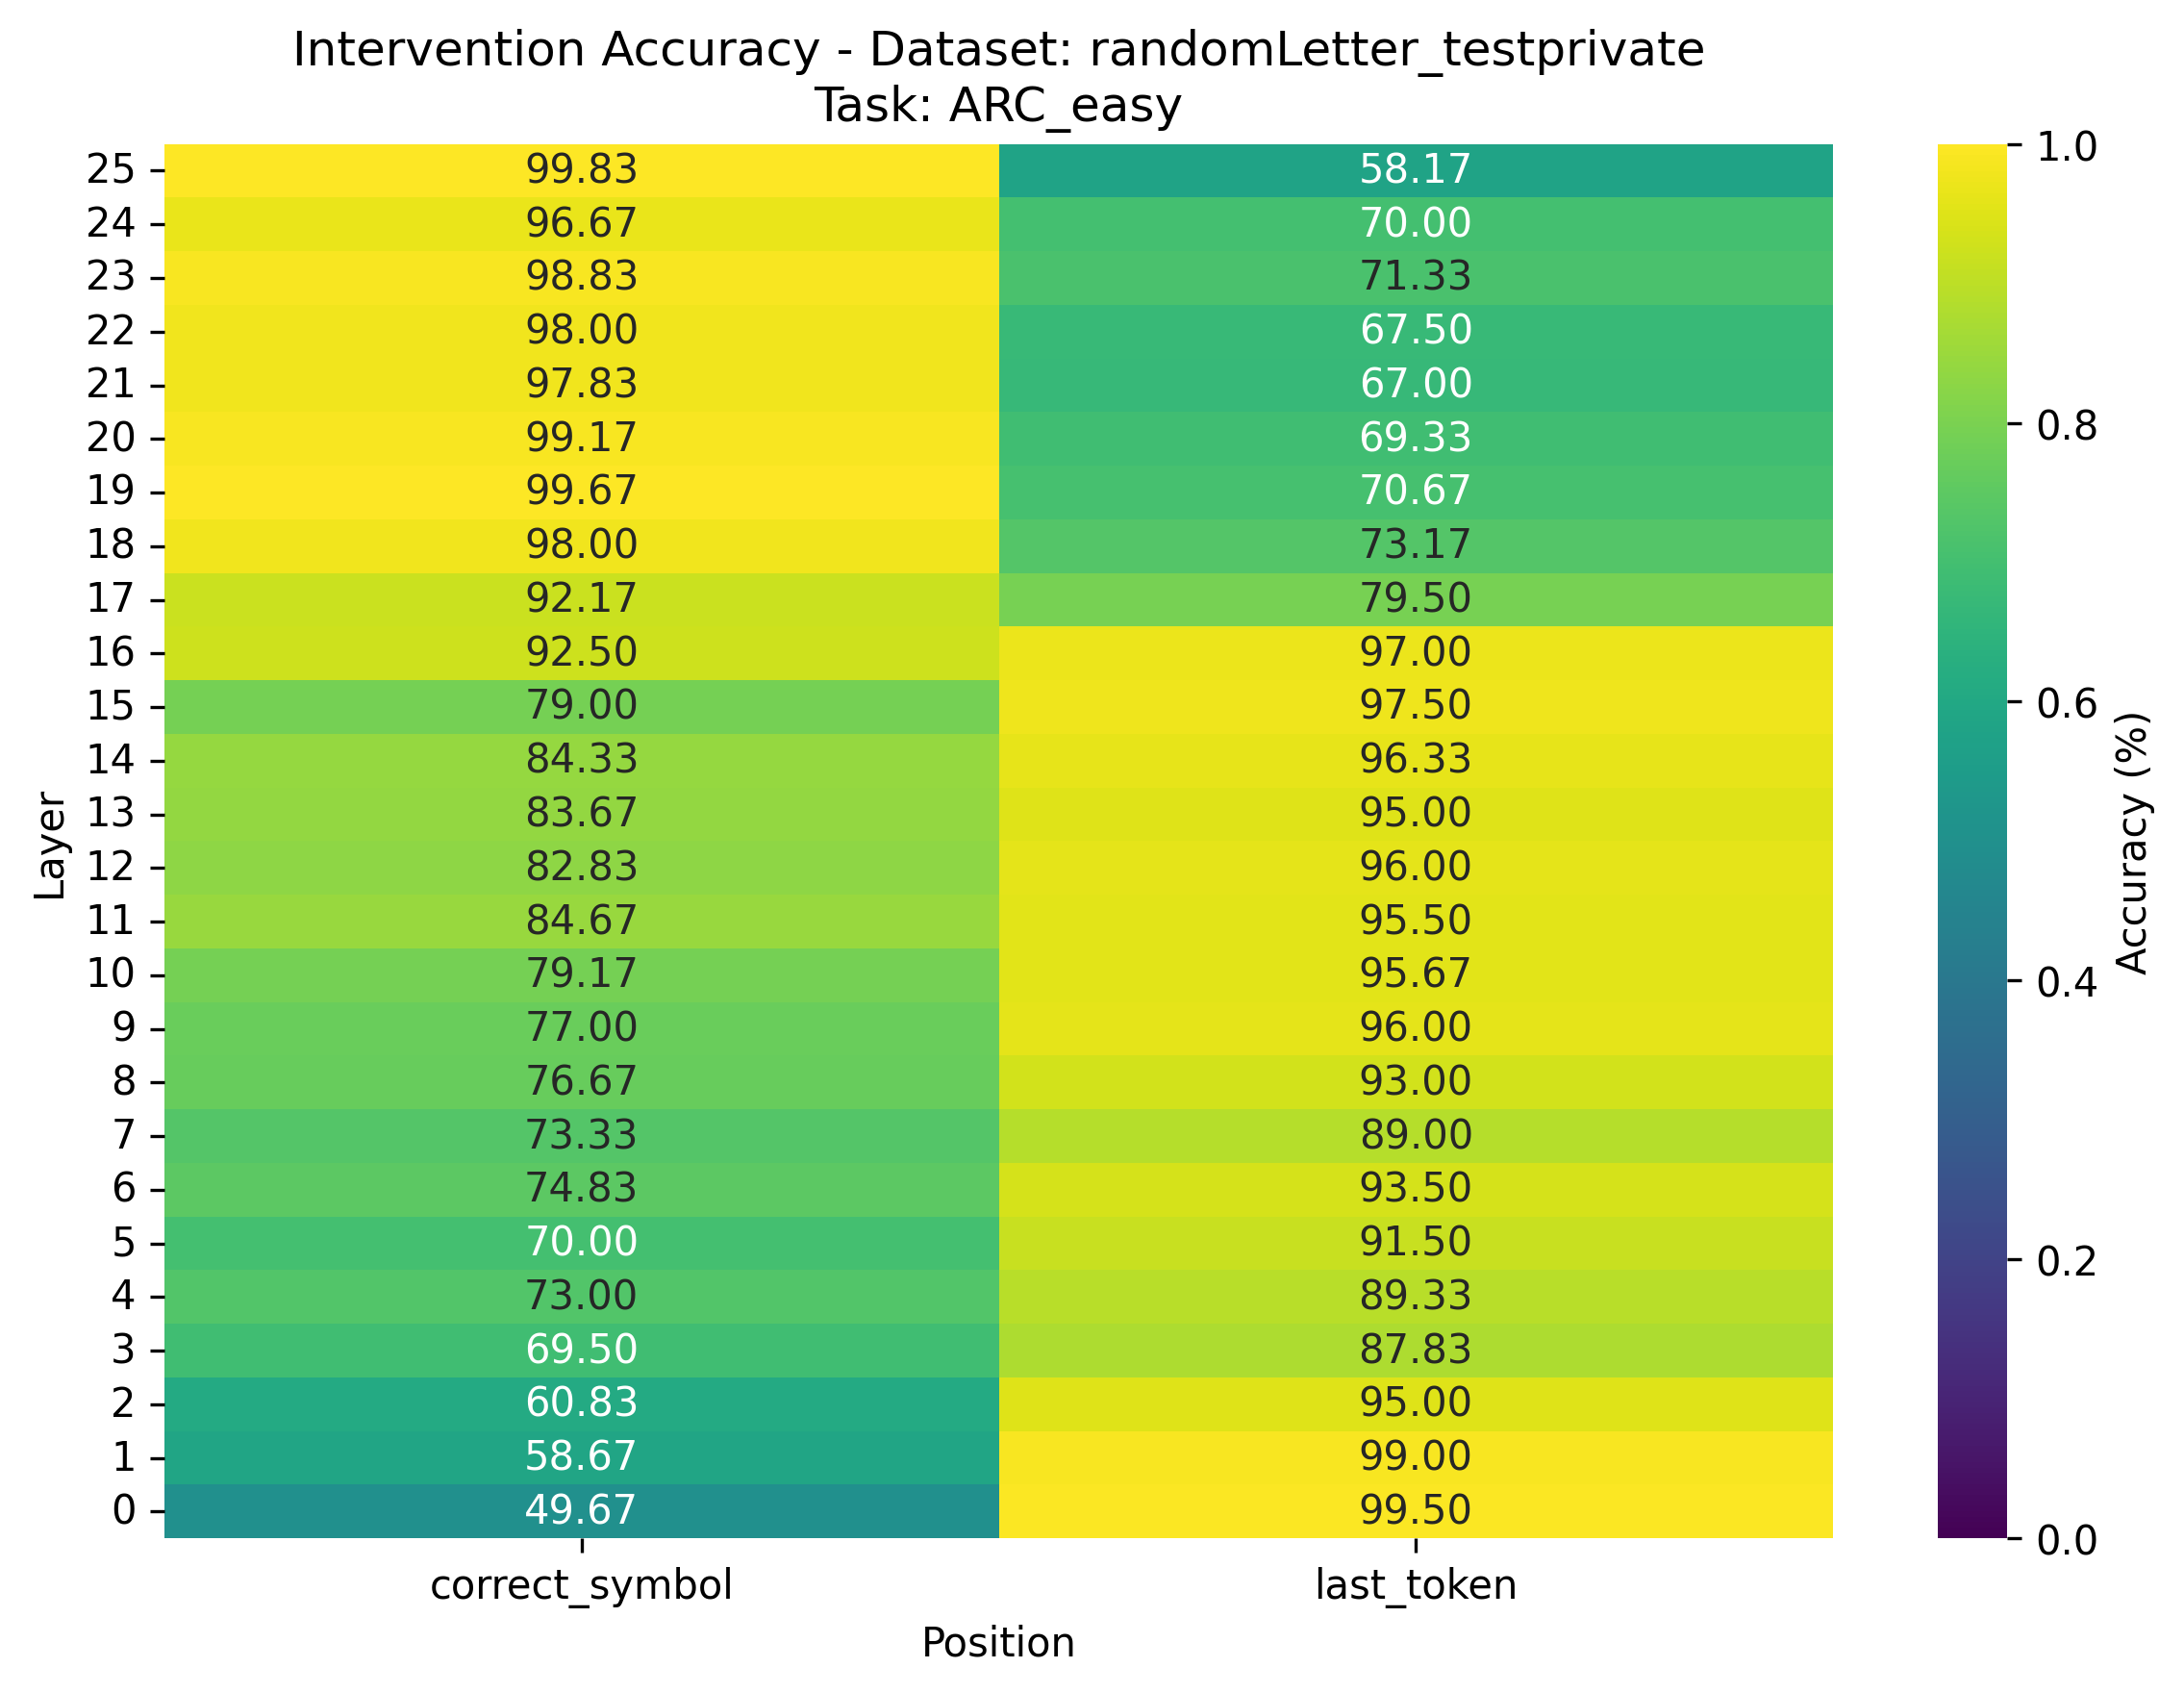 Intervention Accuracy - Dataset: randomLetter_testprivate
Task: ARC_easy
25 99.83 58.17
24 96.67 70.00
23 98.83 71.33
22 98.00 67.50
21 97.83 67.00
20 99.17 69.33
19 99.67 70.67
18 98.00 73.17
17 92.17 79.50
16 92.50 97.00
15 79.00 97.50
14 84.33 96.33
13 83.67 95.00
12 82.83 96.00
11 84.67 95.50
10 79.17 95.67
9 77.00 96.00
8 76.67 93.00
7 73.33 89.00
6 74.83 93.50
5 70.00 91.50
4 73.00 89.33
3 69.50 87.83
2 60.83 95.00
1 58.67 99.00
0 49.67 99.50
correct_symbol last_token
Position
Layer
1.0
0.8
0.6
0.4
0.2
0.0
Accuracy (%)